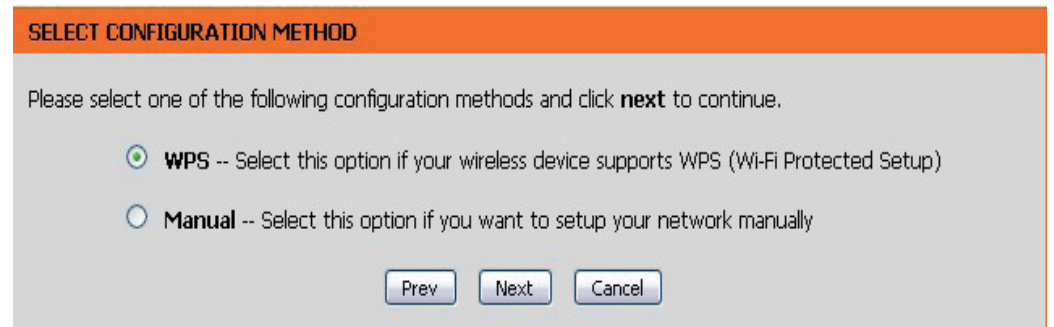 SELECT CONFIGURATION METHOD
Please select one of the following configuration methods and click next to continue.
WPS -- Select this option if your wireless device supports WPS (Wi-Fi Protected Setup)
Manual -- Select this option if you want to setup your network manually
Prev Next Cancel